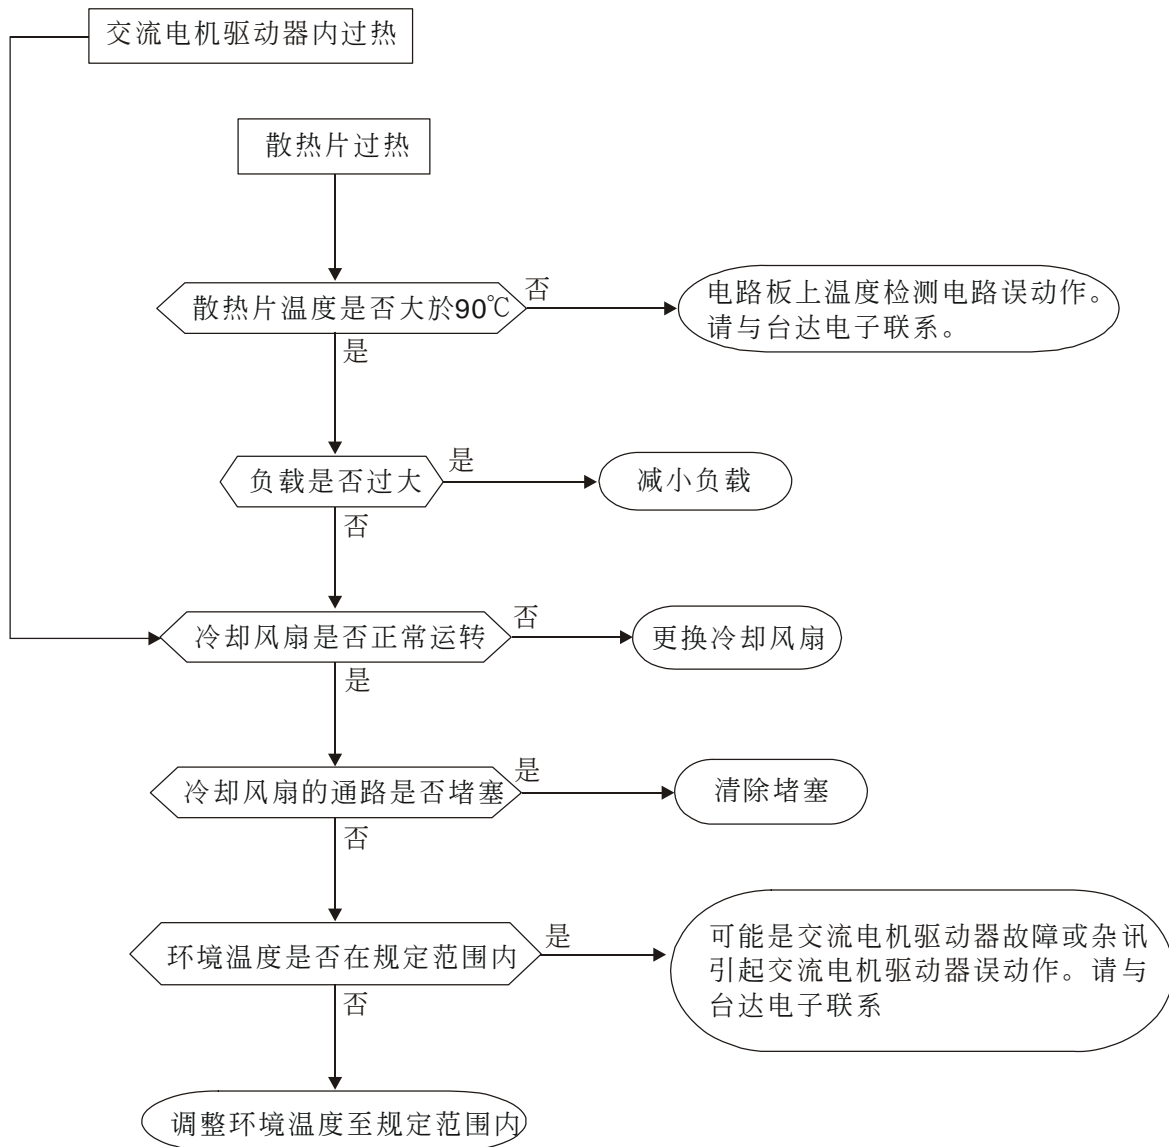 交流电机驱动器内过热
散热片过热
散热片温度是否大於90℃
否
电路板上温度检测电路误动作。
请与台达电子联系。
是
负载是否过大
是
减小负载
否
冷却风扇是否正常运转
否
更换冷却风扇
是
冷却风扇的通路是否堵塞
是
清除堵塞
否
环境温度是否在规定范围内
是
可能是交流电机驱动器故障或杂讯
引起交流电机驱动器误动作。请与
台达电子联系
否
调整环境温度至规定范围内